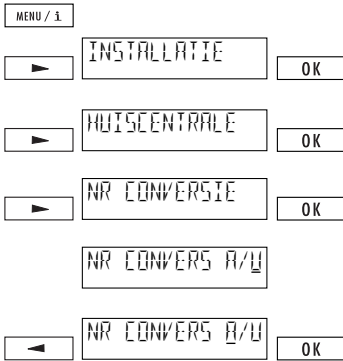 MENU / i
INSTALLATIE
OK
HUISCENTRALE
OK
NR CONVERSIE
OK
NR CONVERS A/U
NR CONVERS A/U
OK